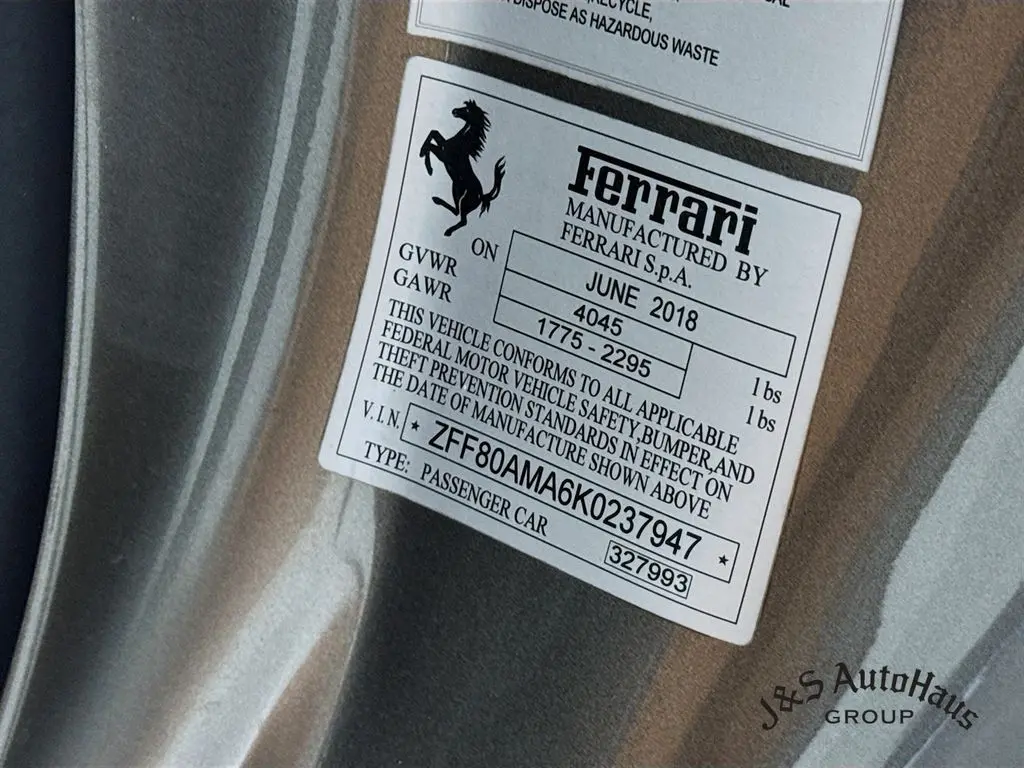 RECYCLE,
DISPOSE AS HAZARDOUS WASTE
Ferrari
MANUFACTURED BY
FERRARI S.p.A.
ON JUNE 2018
GVWR 4045 lbs
GAWR 1775 - 2295 lbs
THIS VEHICLE CONFORMS TO ALL APPLICABLE
FEDERAL MOTOR VEHICLE SAFETY,BUMPER,AND
THEFT PREVENTION STANDARDS IN EFFECT ON
THE DATE OF MANUFACTURE SHOWN ABOVE
V.I.N. * ZFF80AMA6K0237947 *
TYPE: PASSENGER CAR
327993
J&S AutoHaus
GROUP